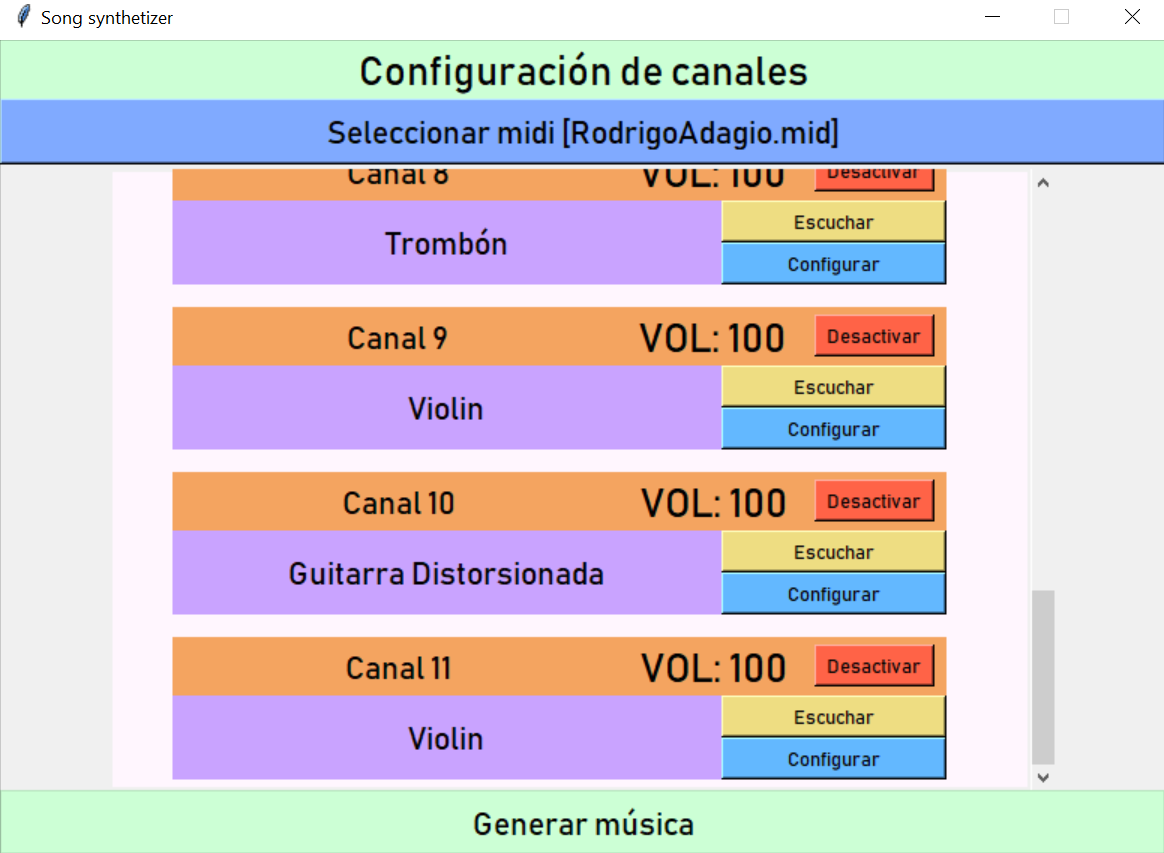 Song synthetizer
Configuración de canales
Seleccionar midi [RodrigoAdagio.mid]
Canal 8 VOL: 100 Desactivar
Trombón
Escuchar
Configurar
Canal 9 VOL: 100 Desactivar
Violin
Escuchar
Configurar
Canal 10 VOL: 100 Desactivar
Guitarra Distorsionada
Escuchar
Configurar
Canal 11 VOL: 100 Desactivar
Violin
Escuchar
Configurar
Generar música